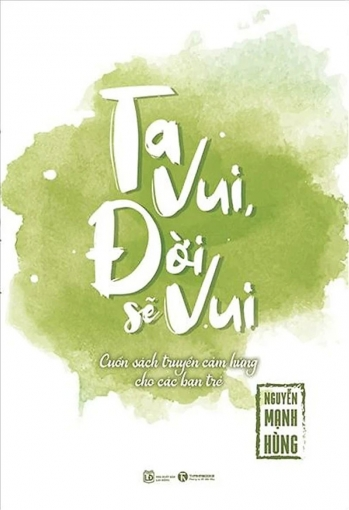 Ta
Vui,
Đời
sẽ Vui
Cuốn sách truyền cảm hứng
cho các bạn trẻ
NGUYỄN
MẠNH
HÙNG